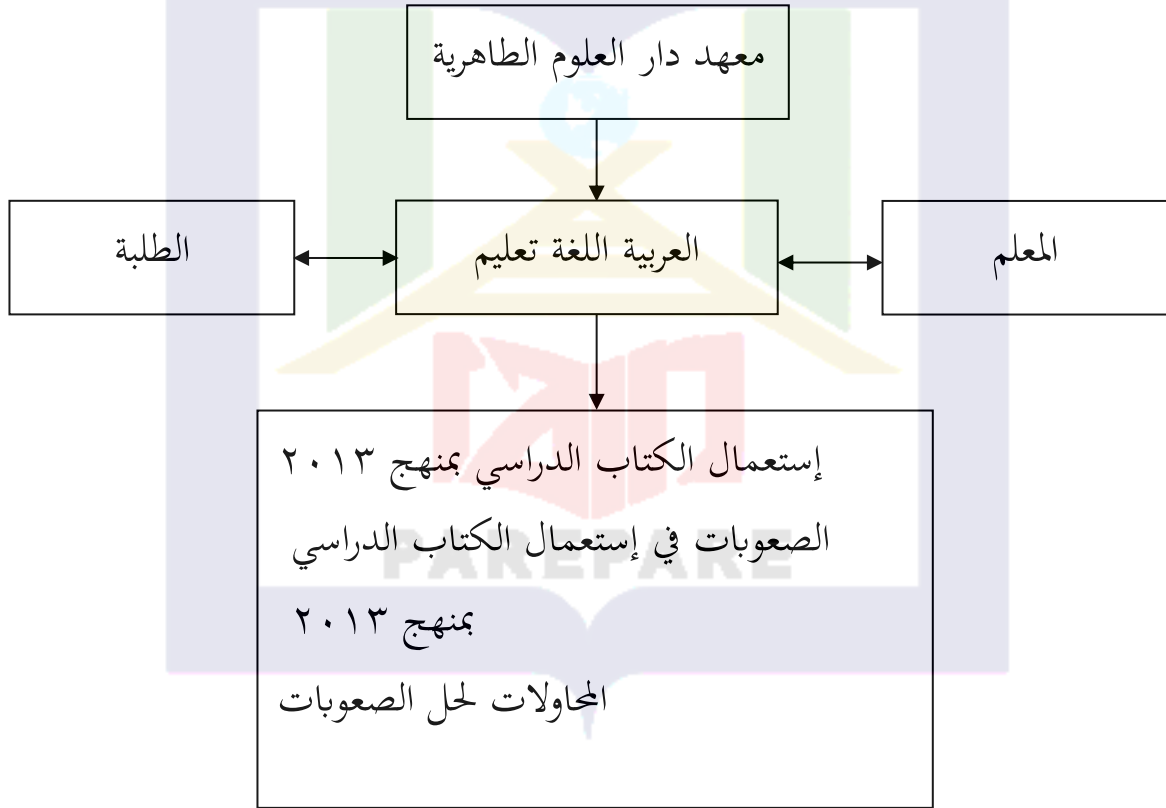 معهد دار العلوم الطاهرية
المعلم
العربية اللغة تعليم
الطلبة
إستعمال الكتاب الدراسي بمنهج ٢٠١٣
الصعوبات في إستعمال الكتاب الدراسي
بمنهج ٢٠١٣
المحاولات لحل الصعوبات
PAREPARE